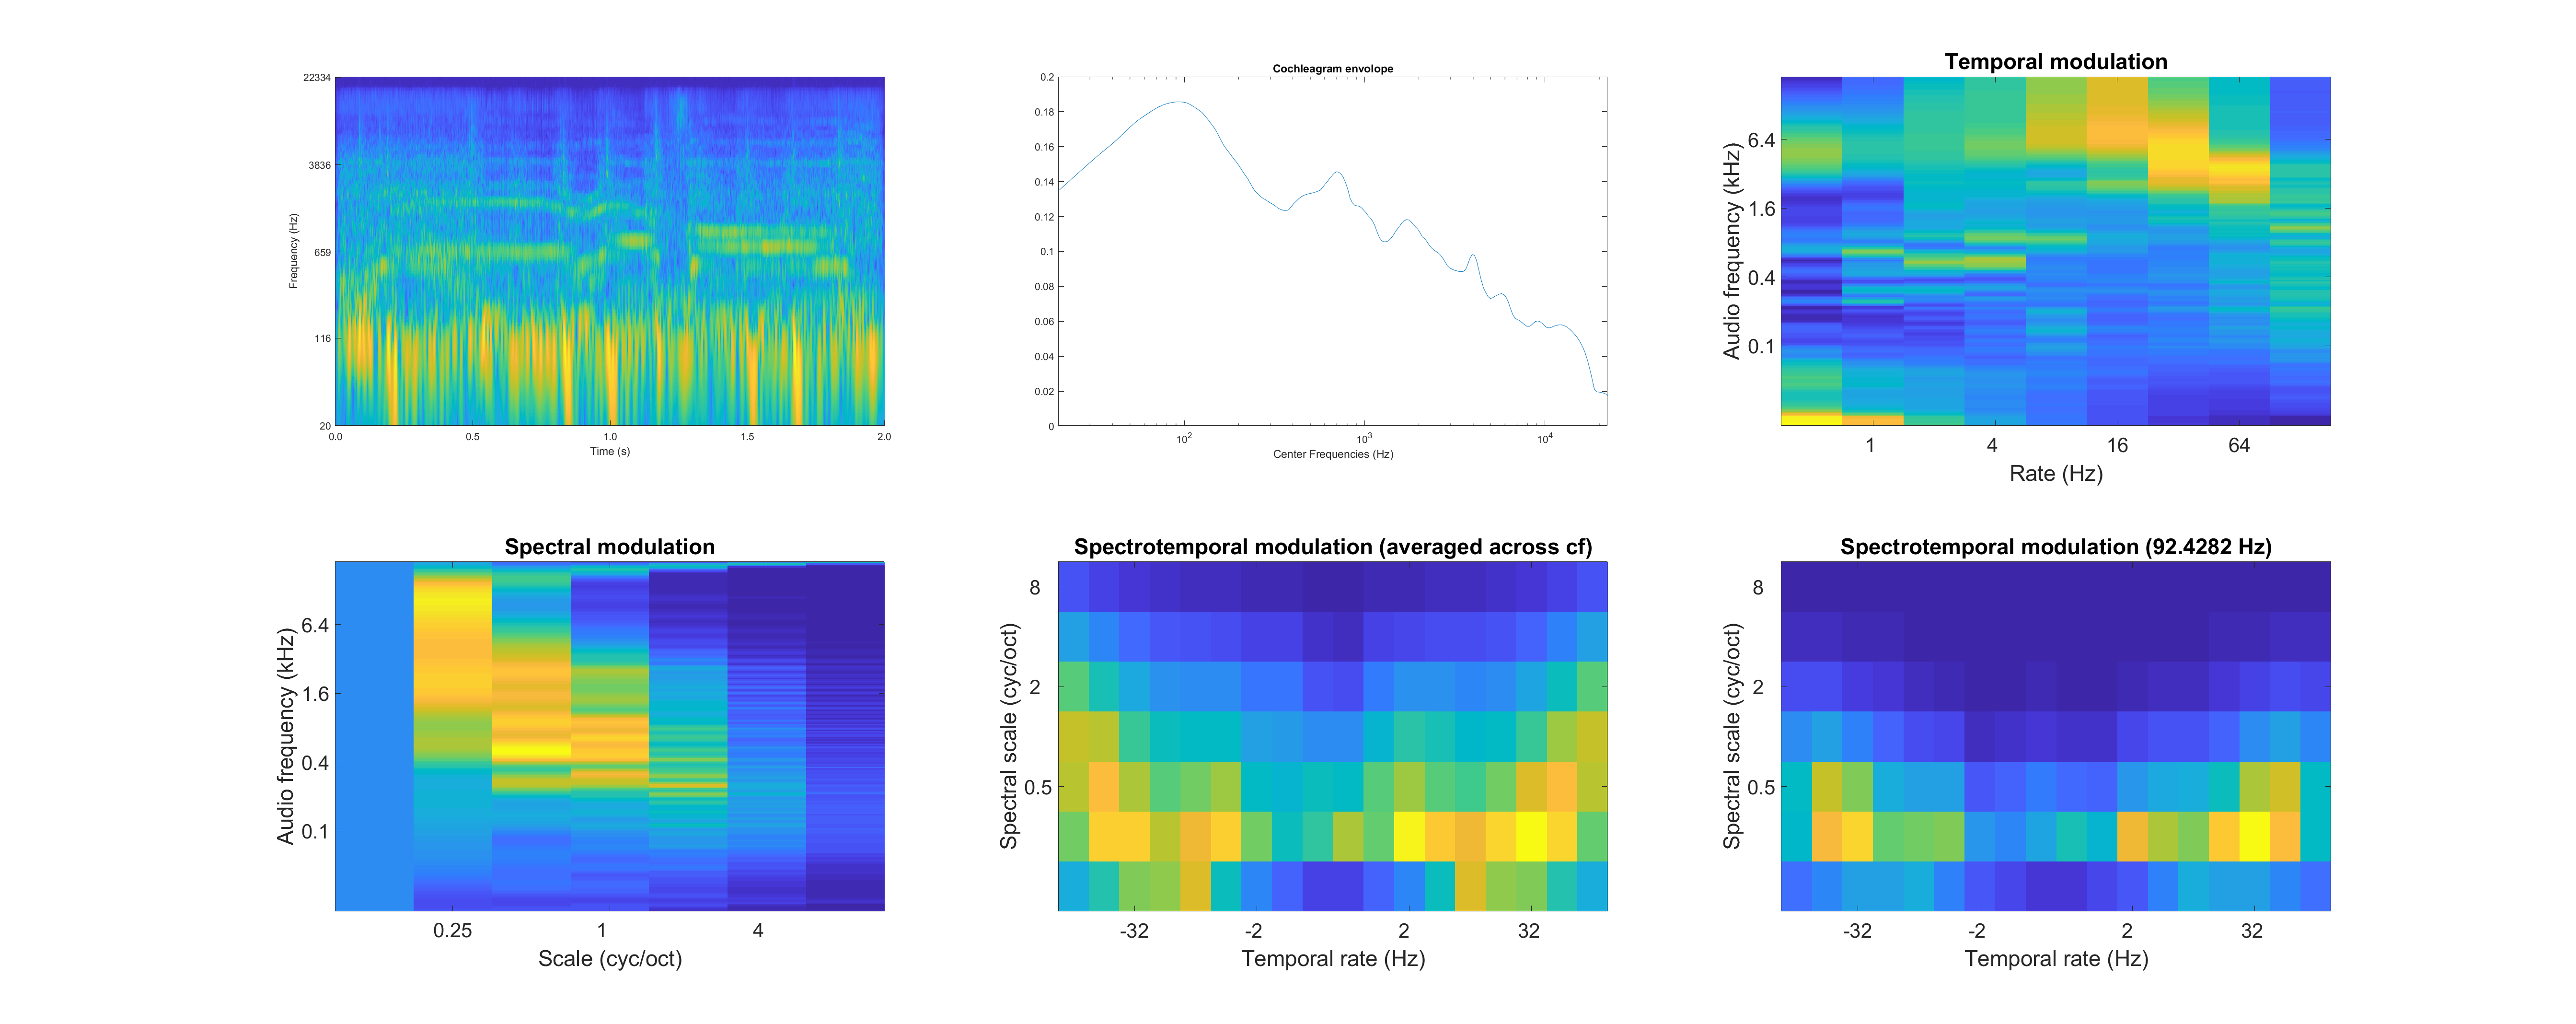 22334
3836
659
116
20
Frequency (Hz)
0.0 0.5 1.0 1.5 2.0
Time (s)
Cochleagram envolope
0.2
0.18
0.16
0.14
0.12
0.1
0.08
0.06
0.04
0.02
0
10^2 10^3 10^4
Center Frequencies (Hz)
Temporal modulation
Audio frequency (kHz)
6.4
1.6
0.4
0.1
1 4 16 64
Rate (Hz)
Spectral modulation
Audio frequency (kHz)
6.4
1.6
0.4
0.1
0.25 1 4
Scale (cyc/oct)
Spectrotemporal modulation (averaged across cf)
Spectral scale (cyc/oct)
8
2
0.5
-32 -2 2 32
Temporal rate (Hz)
Spectrotemporal modulation (92.4282 Hz)
Spectral scale (cyc/oct)
8
2
0.5
-32 -2 2 32
Temporal rate (Hz)